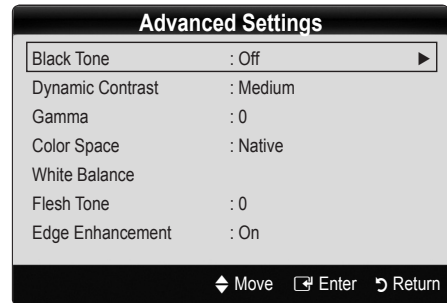 Advanced Settings
Black Tone : Off ►
Dynamic Contrast : Medium
Gamma : 0
Color Space : Native
White Balance
Flesh Tone : 0
Edge Enhancement : On
Move Enter Return